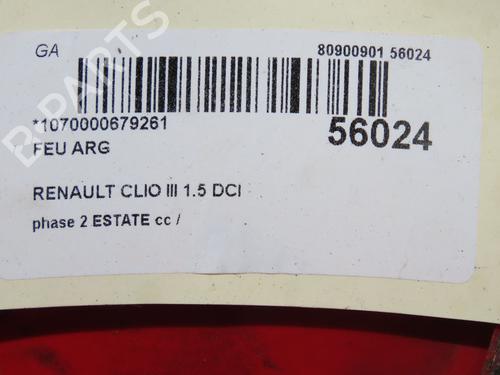 GA
80900901 56024
*1070000679261
56024
FEU ARG
RENAULT CLIO III 1.5 DCI
phase 2 ESTATE cc /
B-PARTS